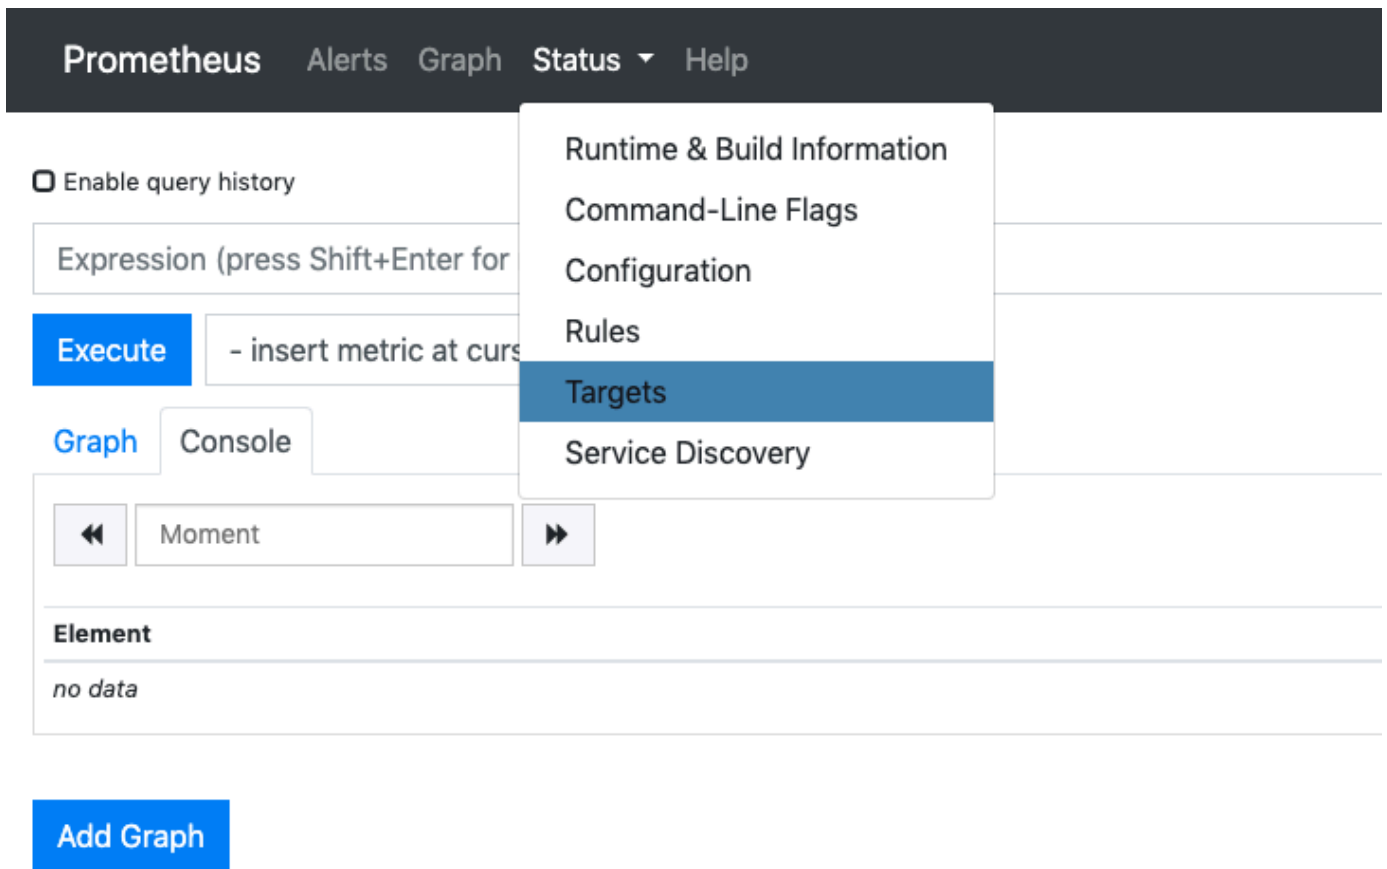 Prometheus Alerts Graph Status Help
Runtime & Build Information
Command-Line Flags
Configuration
Rules
Targets
Service Discovery
Enable query history
Expression (press Shift+Enter for
Execute - insert metric at curs
Graph Console
Moment
Element
no data
Add Graph